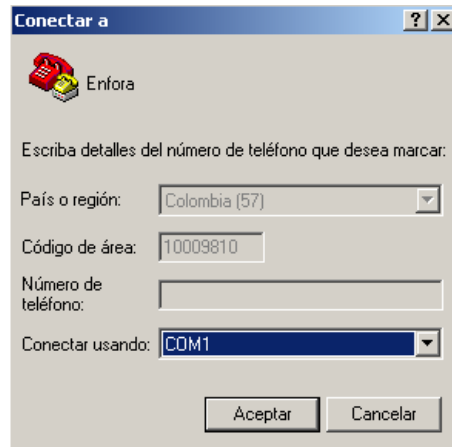 Conectar a
Enfora
Escriba detalles del número de teléfono que desea marcar:
País o región: Colombia (57)
Código de área: 10009810
Número de
teléfono:
Conectar usando: COM1
Aceptar Cancelar